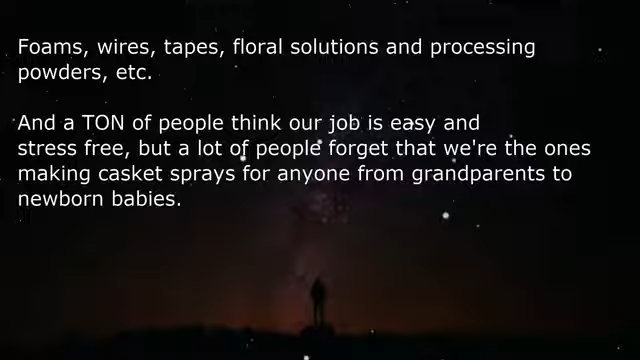 Foams, wires, tapes, floral solutions and processing
powders, etc.
And a TON of people think our job is easy and
stress free, but a lot of people forget that we're the ones
making casket sprays for anyone from grandparents to
newborn babies.